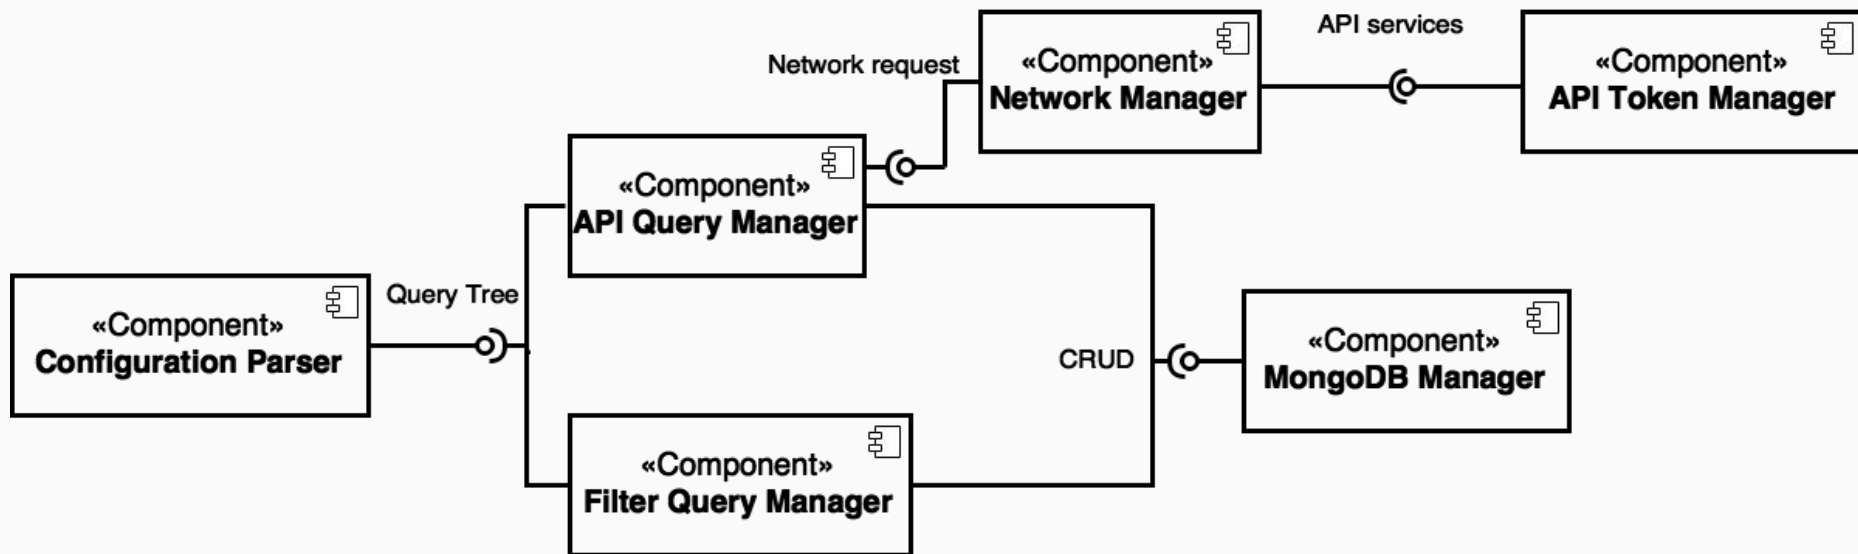 API services
«Component»
Network Manager
«Component»
API Token Manager
Network request
«Component»
API Query Manager
Query Tree
«Component»
Configuration Parser
CRUD
«Component»
MongoDB Manager
«Component»
Filter Query Manager